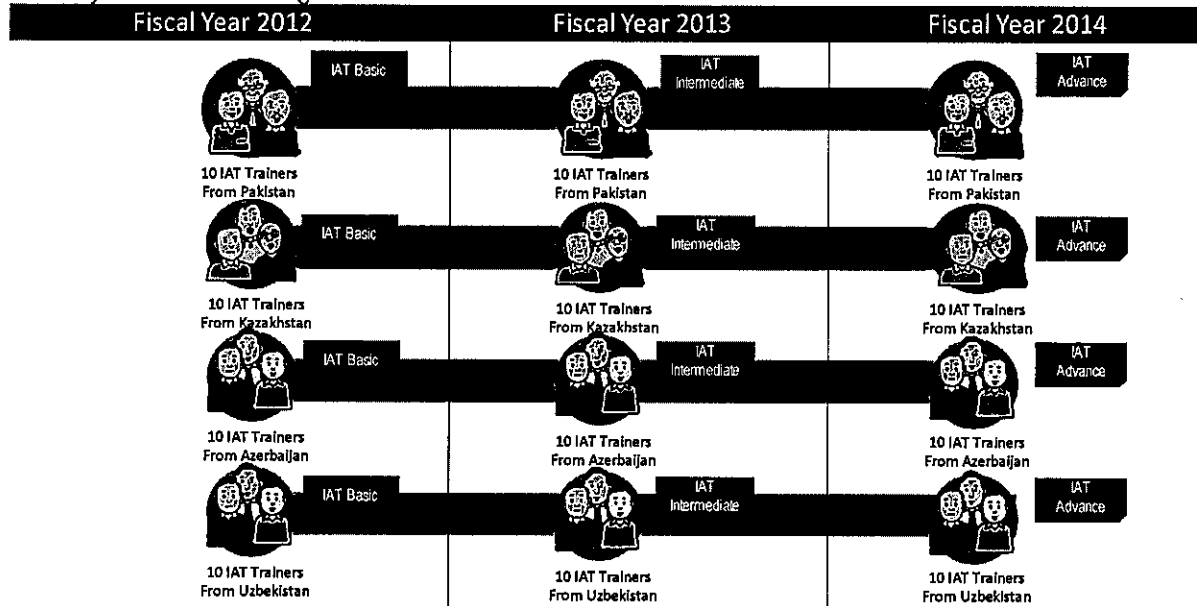 Fiscal Year 2012
Fiscal Year 2013
Fiscal Year 2014
IAT Basic
IAT
Intermediate
IAT
Advance
10 IAT Trainers
From Pakistan
10 IAT Trainers
From Pakistan
10 IAT Trainers
From Pakistan
IAT Basic
IAT
Intermediate
IAT
Advance
10 IAT Trainers
From Kazakhstan
10 IAT Trainers
From Kazakhstan
10 IAT Trainers
From Kazakhstan
IAT Basic
IAT
Intermediate
IAT
Advance
10 IAT Trainers
From Azerbaijan
10 IAT Trainers
From Azerbaijan
10 IAT Trainers
From Azerbaijan
IAT Basic
IAT
Intermediate
IAT
Advance
10 IAT Trainers
From Uzbekistan
10 IAT Trainers
From Uzbekistan
10 IAT Trainers
From Uzbekistan